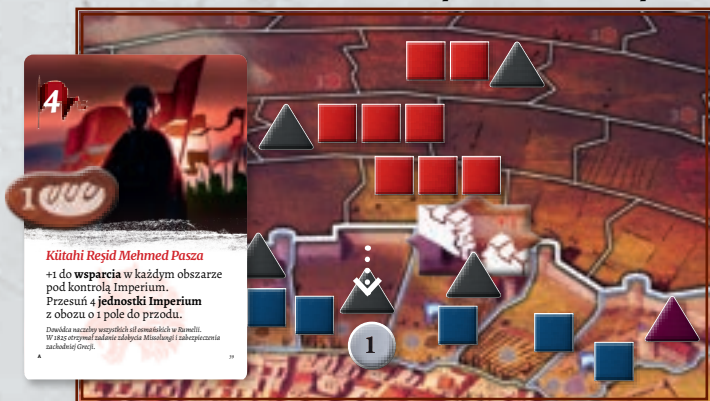 4
1
Kütahi Reşid Mehmed Pasza
+1 do wsparcia w każdym obszarze
pod kontrolą Imperium.
Przesuń 4 jednostki Imperium
z obozu o 1 pole do przodu.
Dowódca naczelny wszystkich sił osmańskich w Rumelii.
W 1825 otrzymał zadanie zdobycia Missolungi i zabezpieczenia
zachodniej Grecji.
A
1